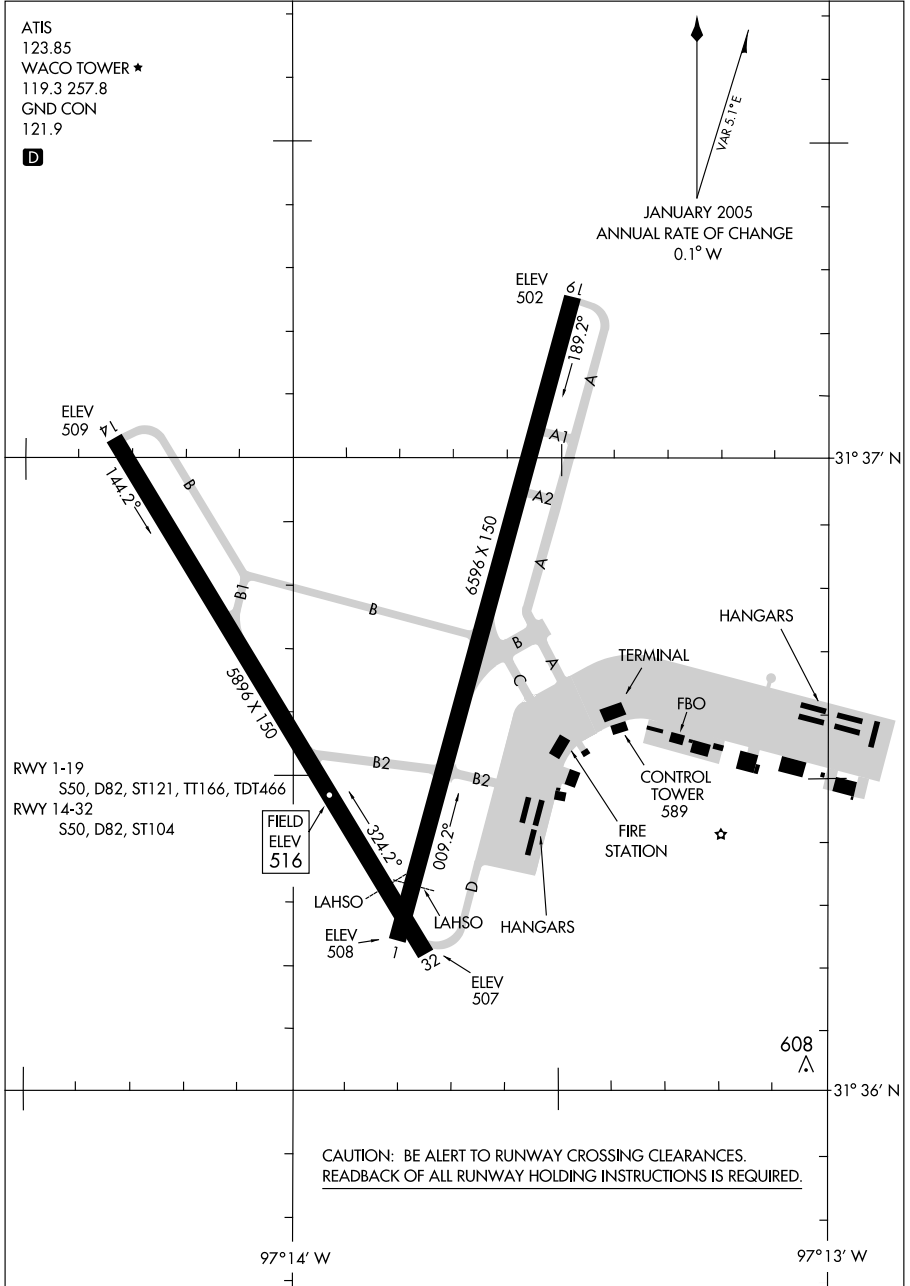 ATIS
123.85
WACO TOWER ★
119.3 257.8
GND CON
121.9
D
VAR 5.1° E
JANUARY 2005
ANNUAL RATE OF CHANGE
0.1° W
ELEV
502
19
189.2°
A
A1
ELEV
509
14
31° 37' N
144.2°
B
A2
6596 X 150
A
B1
B
HANGARS
B
A
TERMINAL
C
FBO
5896 X 150
B2
B2
RWY 1-19
S50, D82, ST121, TT166, TDT466
RWY 14-32
S50, D82, ST104
CONTROL
TOWER
589
FIELD
ELEV
516
324.2°
009.2°
FIRE
STATION
D
LAHSO
LAHSO
HANGARS
ELEV
508
1
32
ELEV
507
608
31° 36' N
CAUTION: BE ALERT TO RUNWAY CROSSING CLEARANCES.
READBACK OF ALL RUNWAY HOLDING INSTRUCTIONS IS REQUIRED.
97°14' W
97°13' W